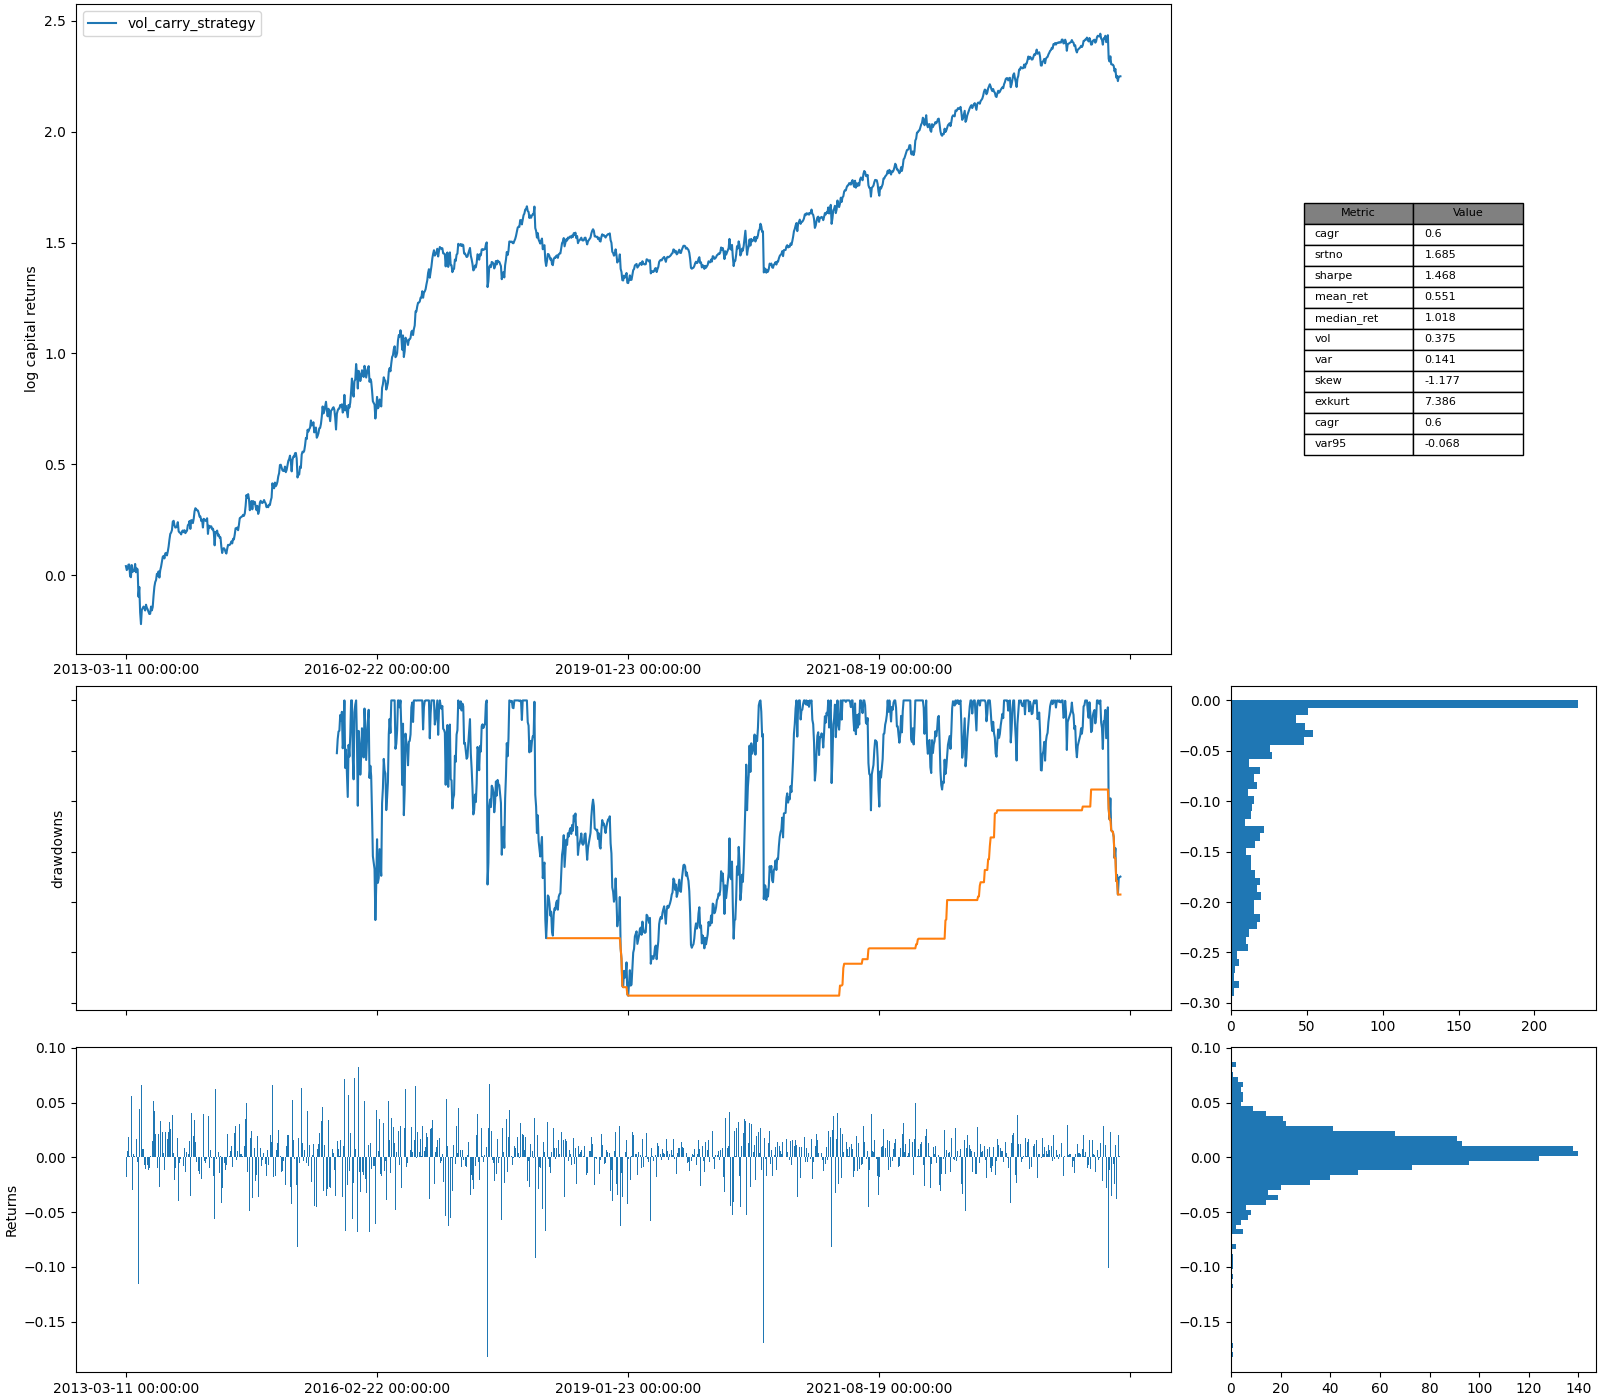 vol_carry_strategy
log capital returns
2.5
2.0
1.5
1.0
0.5
0.0
2013-03-11 00:00:00 2016-02-22 00:00:00 2019-01-23 00:00:00 2021-08-19 00:00:00
Metric Value
cagr 0.6
srtno 1.685
sharpe 1.468
mean_ret 0.551
median_ret 1.018
vol 0.375
var 0.141
skew -1.177
exkurt 7.386
cagr 0.6
var95 -0.068
drawdowns
0.00
−0.05
−0.10
−0.15
−0.20
−0.25
−0.30
0 50 100 150 200
Returns
0.10
0.05
0.00
−0.05
−0.10
−0.15
2013-03-11 00:00:00 2016-02-22 00:00:00 2019-01-23 00:00:00 2021-08-19 00:00:00
0.10
0.05
0.00
−0.05
−0.10
−0.15
0 20 40 60 80 100 120 140